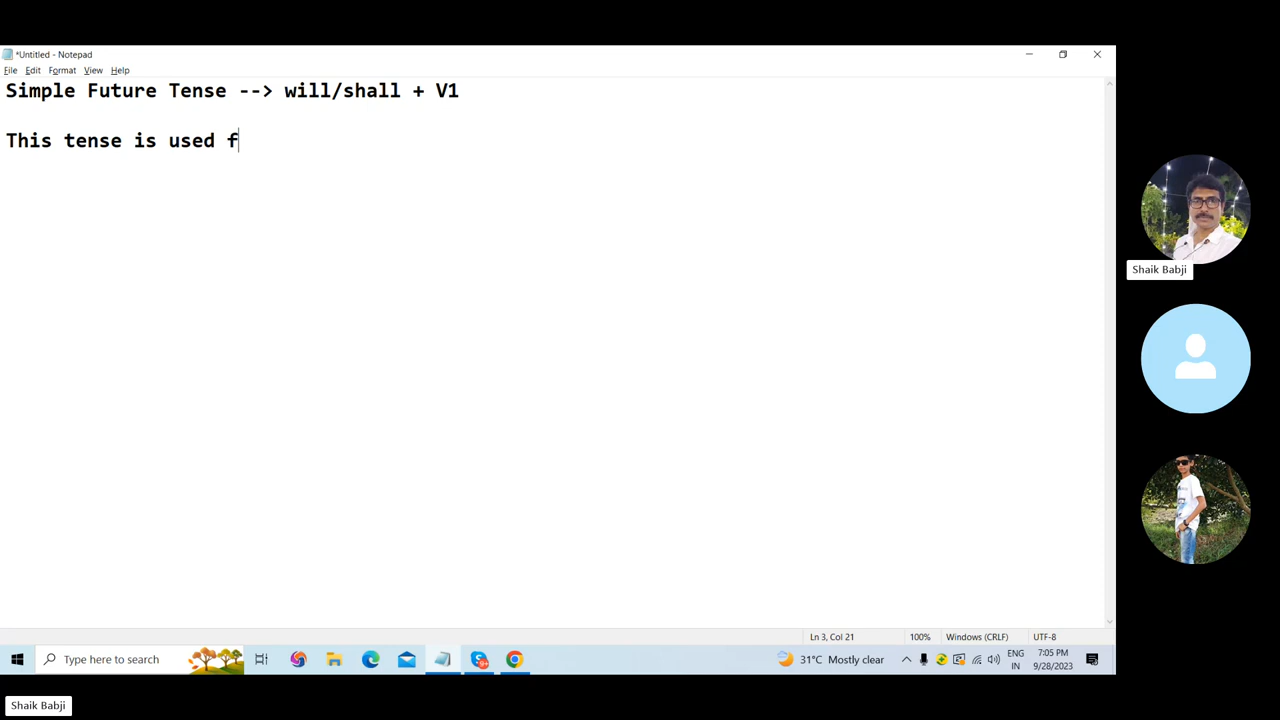 *Untitled - Notepad
File Edit Format View Help
Simple Future Tense --> will/shall + V1
This tense is used f
Shaik Babji
Ln 3, Col 21 100% Windows (CRLF) UTF-8
Type here to search
31°C Mostly clear
ENG
IN
7:05 PM
9/28/2023
Shaik Babji